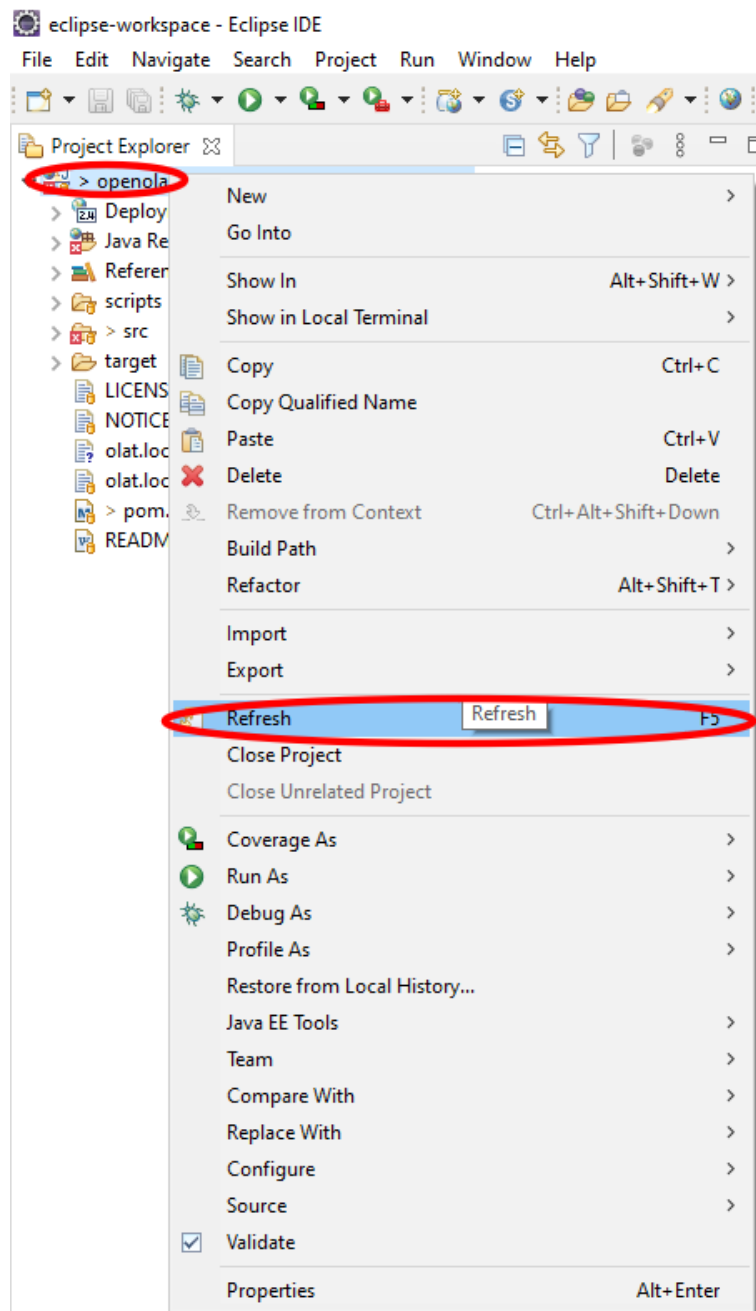 eclipse-workspace - Eclipse IDE
File Edit Navigate Search Project Run Window Help
Project Explorer
> openola
> Deploy
> Java Re
> Referen
> scripts
> > src
> target
LICENS
NOTICE
olat.loc
olat.loc
> pom.
READM
New >
Go Into
Show In Alt+Shift+W >
Show in Local Terminal >
Copy Ctrl+C
Copy Qualified Name
Paste Ctrl+V
Delete Delete
Remove from Context Ctrl+Alt+Shift+Down
Build Path >
Refactor Alt+Shift+T >
Import >
Export >
Refresh Refresh F5
Close Project
Close Unrelated Project
Coverage As >
Run As >
Debug As >
Profile As >
Restore from Local History...
Java EE Tools >
Team >
Compare With >
Replace With >
Configure >
Source >
Validate
Properties Alt+Enter